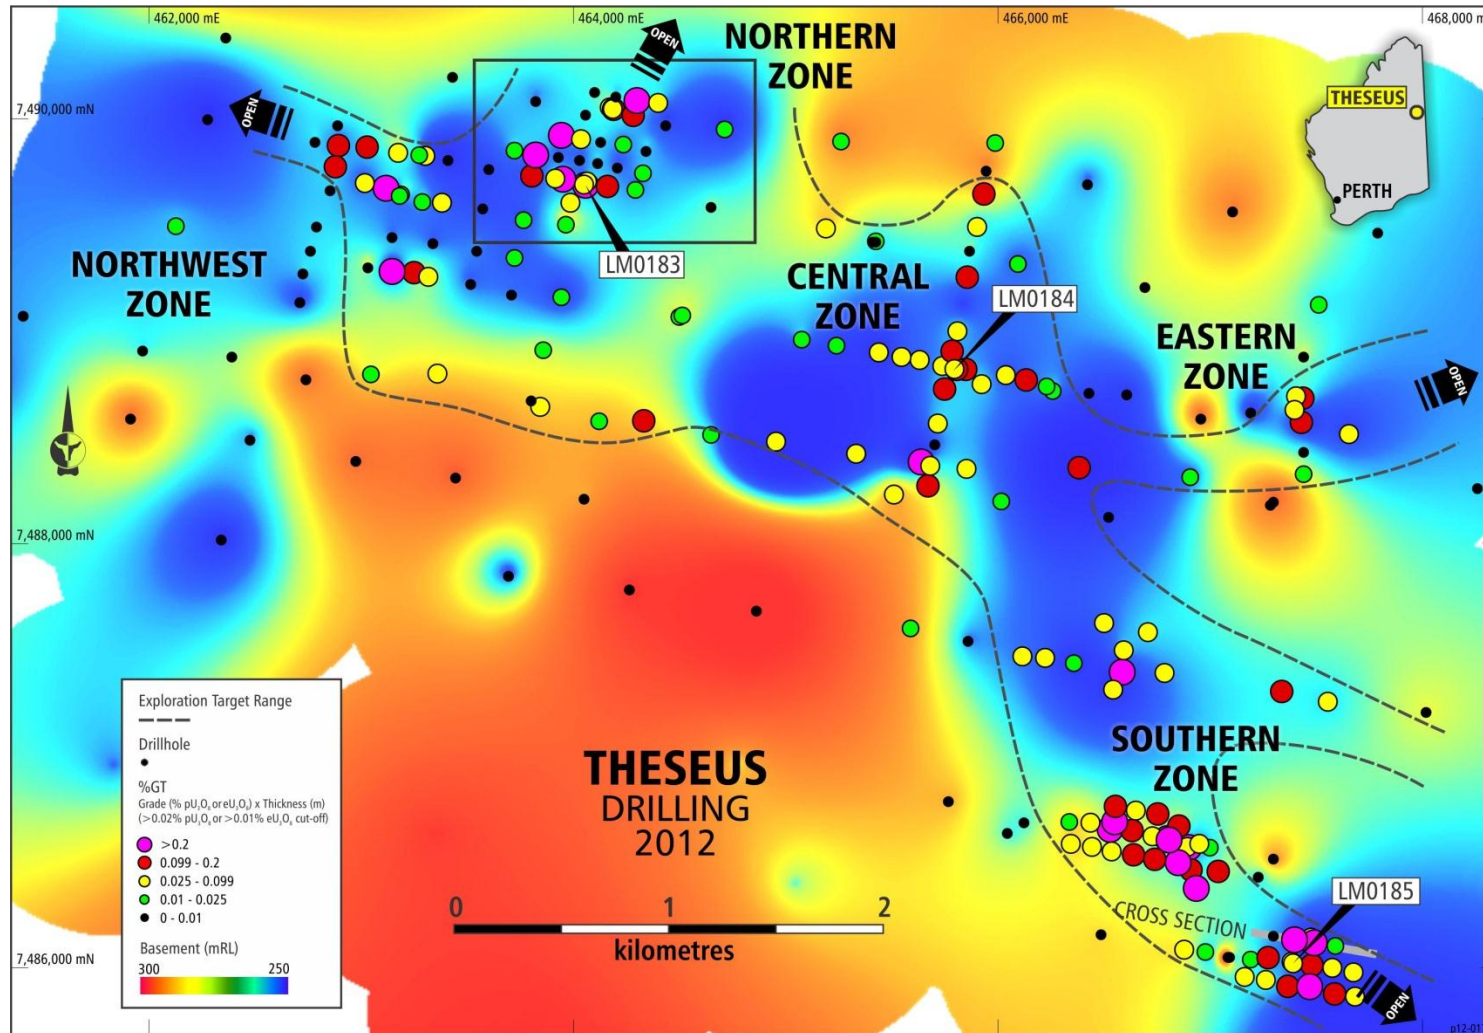 462,000 mE
464,000 mE
466,000 mE
468,000 m
OPEN
NORTHERN
ZONE
THESEUS
PERTH
7,490,000 mN
OPEN
LM0183
NORTHWEST
ZONE
CENTRAL
ZONE
LM0184
EASTERN
ZONE
OPEN
7,488,000 mN
SOUTHERN
ZONE
THESEUS
DRILLING
2012
0 1 2
kilometres
LM0185
CROSS SECTION
OPEN
7,486,000 mN
Exploration Target Range
Drillhole
%GT
Grade (% pU₃O₈ or eU₃O₈) x Thickness (m)
(>0.02% pU₃O₈ or >0.01% eU₃O₈ cut-off)
>0.2
0.099 - 0.2
0.025 - 0.099
0.01 - 0.025
0 - 0.01
Basement (mRL)
300 250